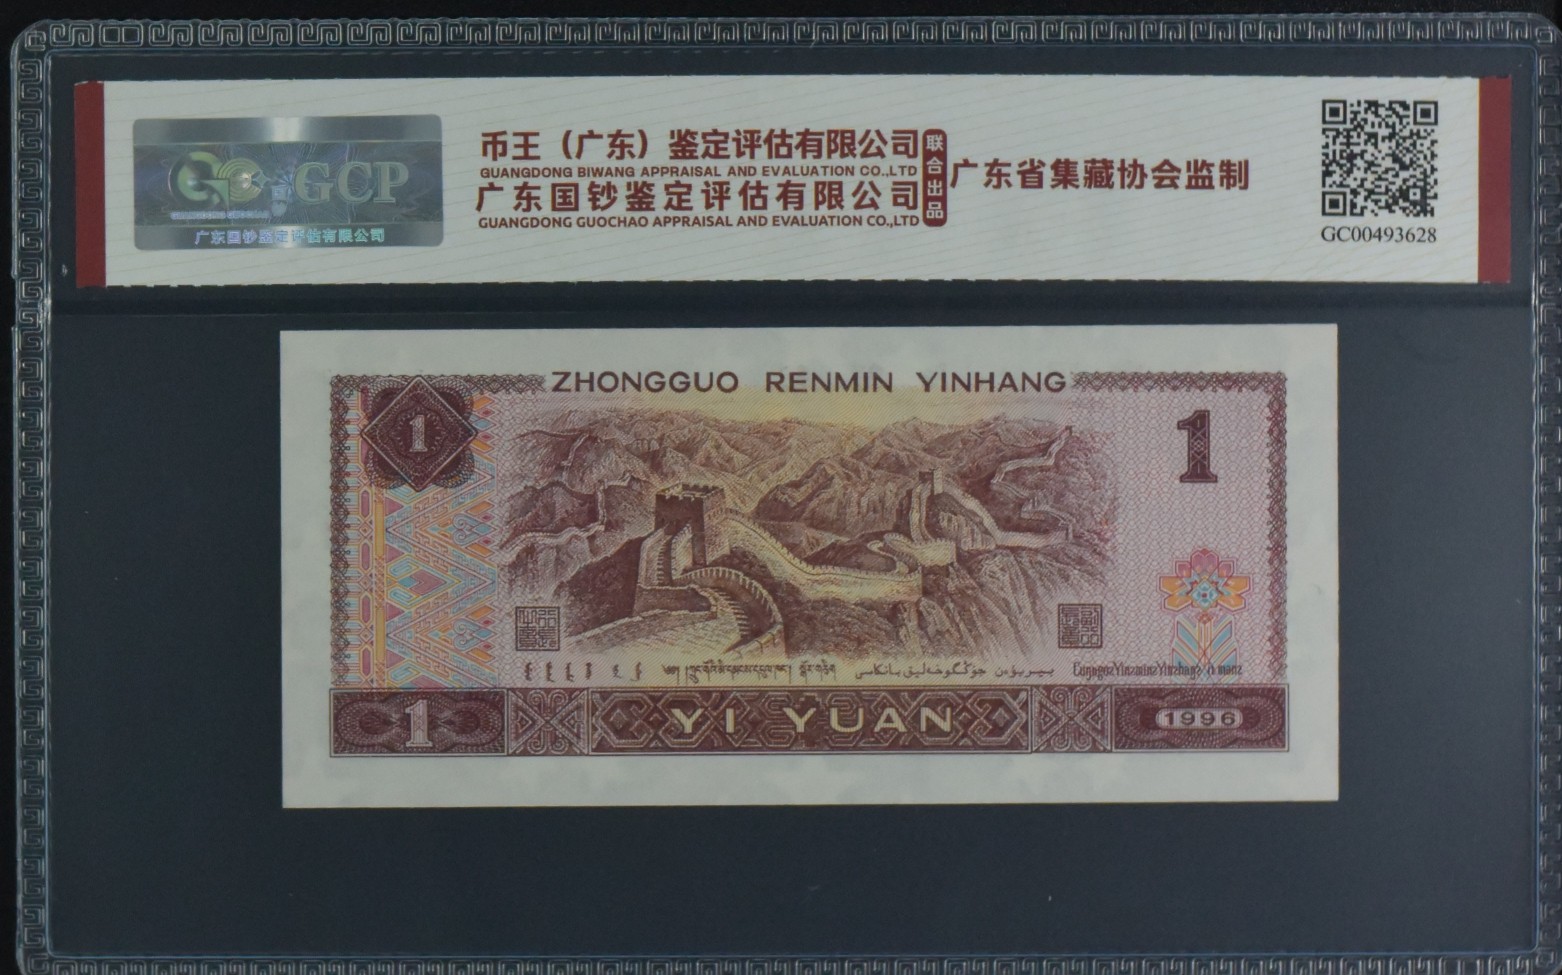 GCP
广东国钞鉴定评估有限公司
币王（广东）鉴定评估有限公司
GUANGDONG BIWANG APPRAISAL AND EVALUATION CO.,LTD
广东国钞鉴定评估有限公司
GUANGDONG GUOCHAO APPRAISAL AND EVALUATION CO.,LTD
联合出品
广东省集藏协会监制
GC00493628
ZHONGGUO RENMIN YINHANG
1
1
1
YI YUAN
1996